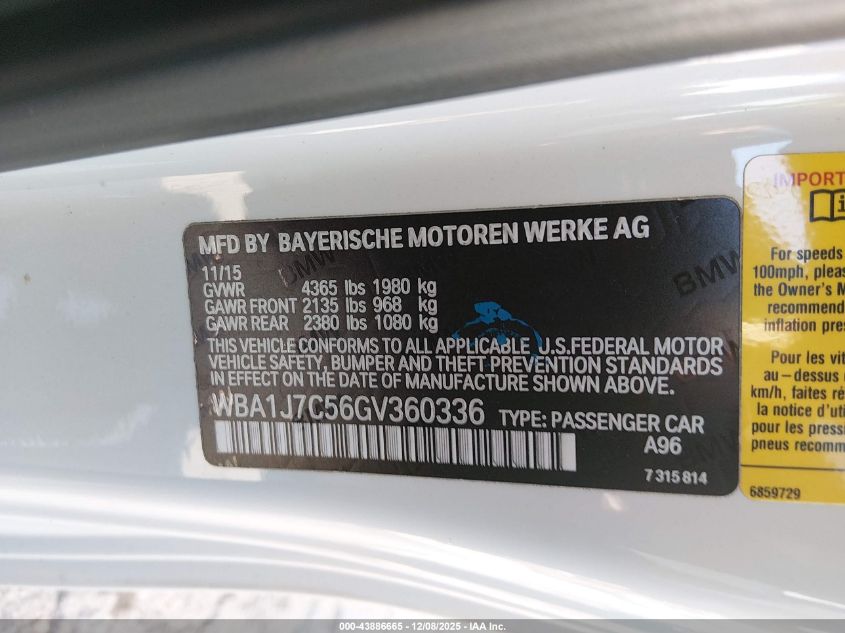 MFD BY BAYERISCHE MOTOREN WERKE AG
11/15
GVWR 4365 lbs 1980 kg
GAWR FRONT 2135 lbs 968 kg
GAWR REAR 2380 lbs 1080 kg
THIS VEHICLE CONFORMS TO ALL APPLICABLE U.S.FEDERAL MOTOR
VEHICLE SAFETY, BUMPER AND THEFT PREVENTION STANDARDS
IN EFFECT ON THE DATE OF MANUFACTURE SHOWN ABOVE.
WBA1J7C56GV360336 TYPE: PASSENGER CAR
A96
7 315 814
BMW
BMW
IMPORT
For speeds
100mph, pleas
the Owner's M
recommend
inflation pres
Pour les vit
au-dessus d
km/h, faites ré
la notice d'uti
pour les press
pneus recomm
6859729
000-43886665 - 12/08/2025 - IAA Inc.